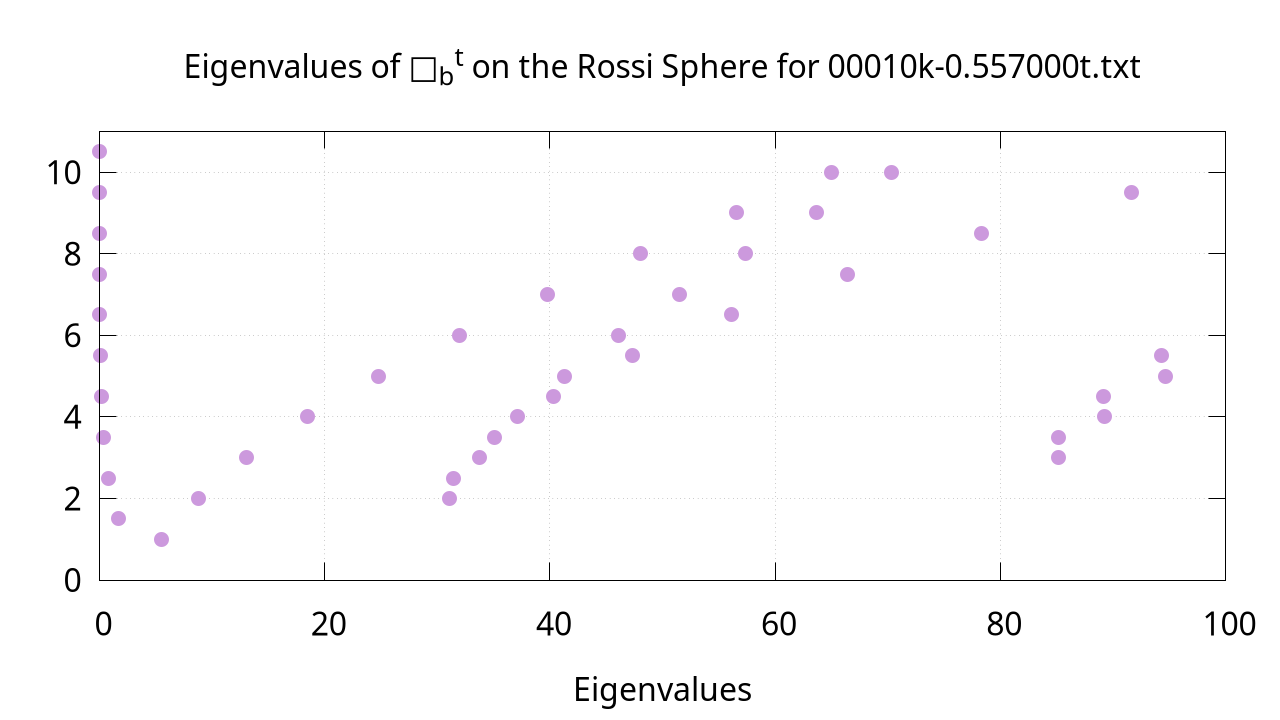 Eigenvalues of □_b^t on the Rossi Sphere for 00010k-0.557000t.txt
10
8
6
4
2
0
0 20 40 60 80 100
Eigenvalues